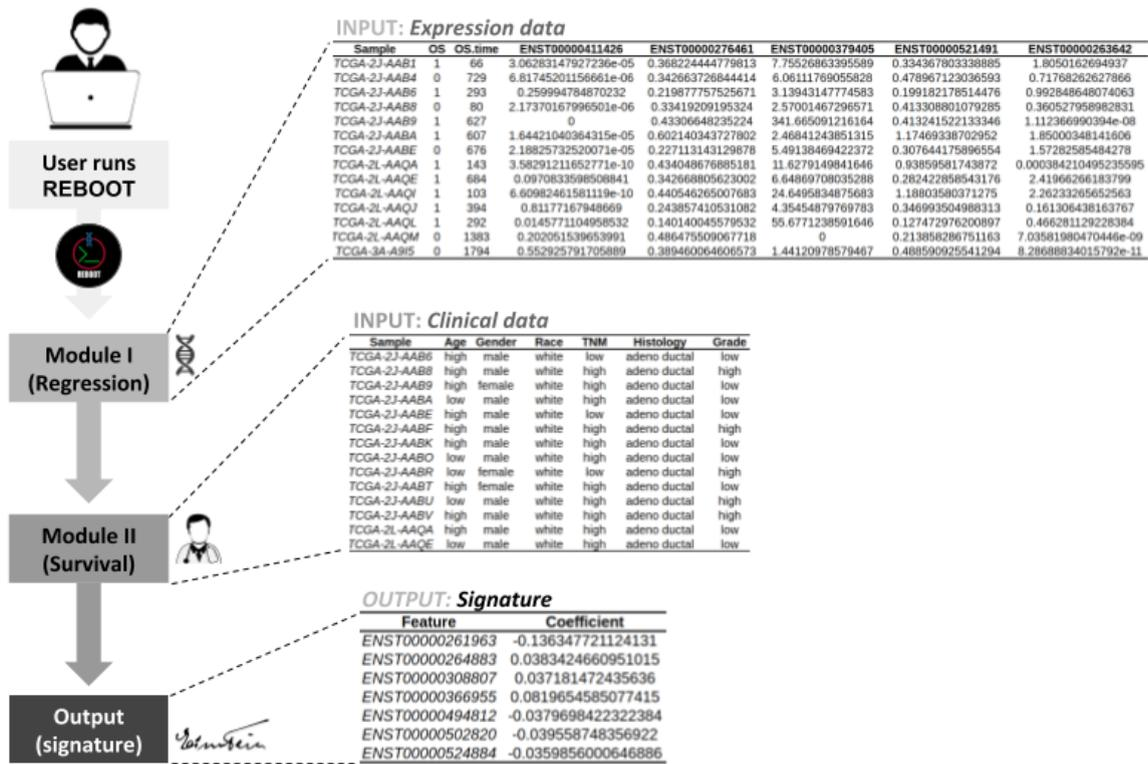 INPUT: Expression data
Sample OS OS.time ENST00000411426 ENST00000276461 ENST00000379405 ENST00000521491 ENST00000263642
TCGA-2J-AAB1 1 66 3.06283147927236e-05 0.368224444779813 7.75526863395589 0.334367803338885 1.8050162694937
TCGA-2J-AAB4 0 729 6.81745201156661e-06 0.342663726844414 6.06111769055828 0.478967123036593 0.71768262627866
TCGA-2J-AAB6 1 293 0.259994784870232 0.219877757525671 3.13943147774583 0.199182178514476 0.992848648074063
TCGA-2J-AAB8 0 80 2.17370167996501e-06 0.33419209195324 2.57001467296571 0.413308801079285 0.360527958982831
TCGA-2J-AAB9 1 627 0 0.43306648235224 341.665091216164 0.413241522133346 1.112366990394e-08
TCGA-2J-AABA 1 607 1.64421040364315e-05 0.602140343727802 2.46841243851315 1.17469338702952 1.85000348141606
TCGA-2J-AABE 0 676 2.18825732520071e-05 0.227113143129878 5.49138469422372 0.307644175896554 1.57282585484278
TCGA-2L-AAQA 1 143 3.58291211652771e-10 0.434048676885181 11.6279149841646 0.93859581743872 0.000384210495235595
TCGA-2L-AAQE 1 684 0.0970833598508841 0.342668805623002 6.64869708035288 0.282422858543176 2.41966266183799
TCGA-2L-AAQI 1 103 6.60982461581119e-10 0.440546265007683 24.6495834875683 1.18803580371275 2.26233265652563
TCGA-2L-AAQJ 1 394 0.81177167948669 0.243857410531082 4.35454879769783 0.346993504988313 0.161306438163767
TCGA-2L-AAQL 1 292 0.0145771104958532 0.140140045579532 55.6771238591646 0.127472976200897 0.466281129228384
TCGA-2L-AAQM 0 1383 0.202051539653991 0.486475509067718 0 0.213858286751163 7.03581980470446e-09
TCGA-3A-A9I5 0 1794 0.552925791705889 0.389460064606573 1.44120978579467 0.488590925541294 8.28688834015792e-11
User runs
REBOOT
REBOOT
Module I
(Regression)
INPUT: Clinical data
Sample Age Gender Race TNM Histology Grade
TCGA-2J-AAB6 high male white low adeno ductal low
TCGA-2J-AAB8 high male white high adeno ductal high
TCGA-2J-AAB9 high female white high adeno ductal low
TCGA-2J-AABA low male white high adeno ductal low
TCGA-2J-AABE high male white low adeno ductal low
TCGA-2J-AABF high male white high adeno ductal high
TCGA-2J-AABK high male white high adeno ductal low
TCGA-2J-AABO low male white high adeno ductal low
TCGA-2J-AABR low female white low adeno ductal high
TCGA-2J-AABT high female white high adeno ductal low
TCGA-2J-AABU low male white high adeno ductal high
TCGA-2J-AABV high male white high adeno ductal high
TCGA-2L-AAQA high male white high adeno ductal low
TCGA-2L-AAQE low male white high adeno ductal low
Module II
(Survival)
OUTPUT: Signature
Feature Coefficient
ENST00000261963 -0.136347721124131
ENST00000264883 0.0383424660951015
ENST00000308807 0.037181472435636
ENST00000366955 0.0819654585077415
ENST00000494812 -0.0379698422322384
ENST00000502820 -0.039558748356922
ENST00000524884 -0.0359856000646886
Output
(signature)